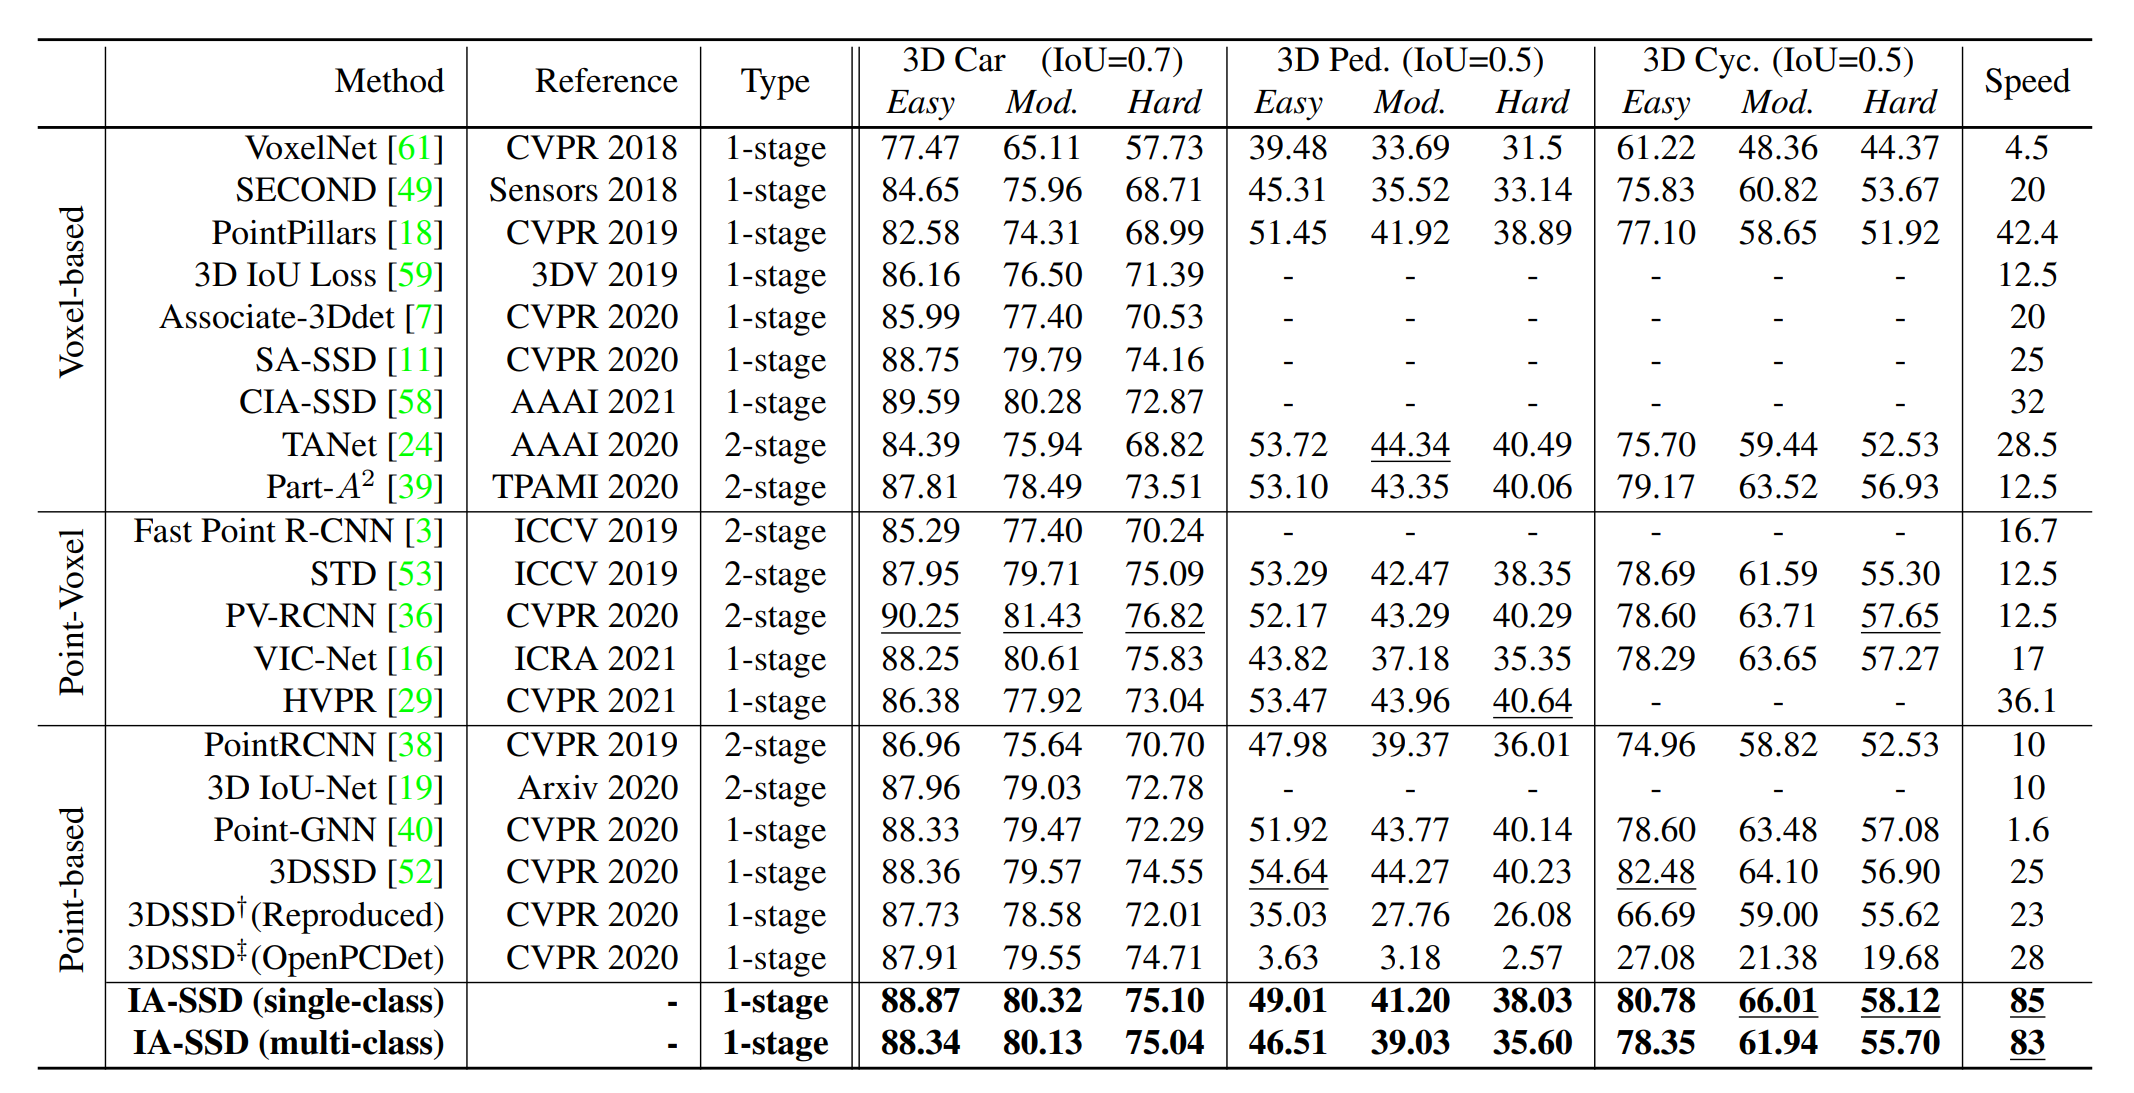 Method Reference Type 3D Car (IoU=0.7) 3D Ped. (IoU=0.5) 3D Cyc. (IoU=0.5) Speed
Easy Mod. Hard Easy Mod. Hard Easy Mod. Hard
Voxel-based
VoxelNet [61] CVPR 2018 1-stage 77.47 65.11 57.73 39.48 33.69 31.5 61.22 48.36 44.37 4.5
SECOND [49] Sensors 2018 1-stage 84.65 75.96 68.71 45.31 35.52 33.14 75.83 60.82 53.67 20
PointPillars [18] CVPR 2019 1-stage 82.58 74.31 68.99 51.45 41.92 38.89 77.10 58.65 51.92 42.4
3D IoU Loss [59] 3DV 2019 1-stage 86.16 76.50 71.39 - - - - - - 12.5
Associate-3Ddet [7] CVPR 2020 1-stage 85.99 77.40 70.53 - - - - - - 20
SA-SSD [11] CVPR 2020 1-stage 88.75 79.79 74.16 - - - - - - 25
CIA-SSD [58] AAAI 2021 1-stage 89.59 80.28 72.87 - - - - - - 32
TANet [24] AAAI 2020 2-stage 84.39 75.94 68.82 53.72 44.34 40.49 75.70 59.44 52.53 28.5
Part-A² [39] TPAMI 2020 2-stage 87.81 78.49 73.51 53.10 43.35 40.06 79.17 63.52 56.93 12.5
Point-Voxel
Fast Point R-CNN [3] ICCV 2019 2-stage 85.29 77.40 70.24 - - - - - - 16.7
STD [53] ICCV 2019 2-stage 87.95 79.71 75.09 53.29 42.47 38.35 78.69 61.59 55.30 12.5
PV-RCNN [36] CVPR 2020 2-stage 90.25 81.43 76.82 52.17 43.29 40.29 78.60 63.71 57.65 12.5
VIC-Net [16] ICRA 2021 1-stage 88.25 80.61 75.83 43.82 37.18 35.35 78.29 63.65 57.27 17
HVPR [29] CVPR 2021 1-stage 86.38 77.92 73.04 53.47 43.96 40.64 - - - 36.1
Point-based
PointRCNN [38] CVPR 2019 2-stage 86.96 75.64 70.70 47.98 39.37 36.01 74.96 58.82 52.53 10
3D IoU-Net [19] Arxiv 2020 2-stage 87.96 79.03 72.78 - - - - - - 10
Point-GNN [40] CVPR 2020 1-stage 88.33 79.47 72.29 51.92 43.77 40.14 78.60 63.48 57.08 1.6
3DSSD [52] CVPR 2020 1-stage 88.36 79.57 74.55 54.64 44.27 40.23 82.48 64.10 56.90 25
3DSSD†(Reproduced) CVPR 2020 1-stage 87.73 78.58 72.01 35.03 27.76 26.08 66.69 59.00 55.62 23
3DSSD‡(OpenPCDet) CVPR 2020 1-stage 87.91 79.55 74.71 3.63 3.18 2.57 27.08 21.38 19.68 28
IA-SSD (single-class) - 1-stage 88.87 80.32 75.10 49.01 41.20 38.03 80.78 66.01 58.12 85
IA-SSD (multi-class) - 1-stage 88.34 80.13 75.04 46.51 39.03 35.60 78.35 61.94 55.70 83